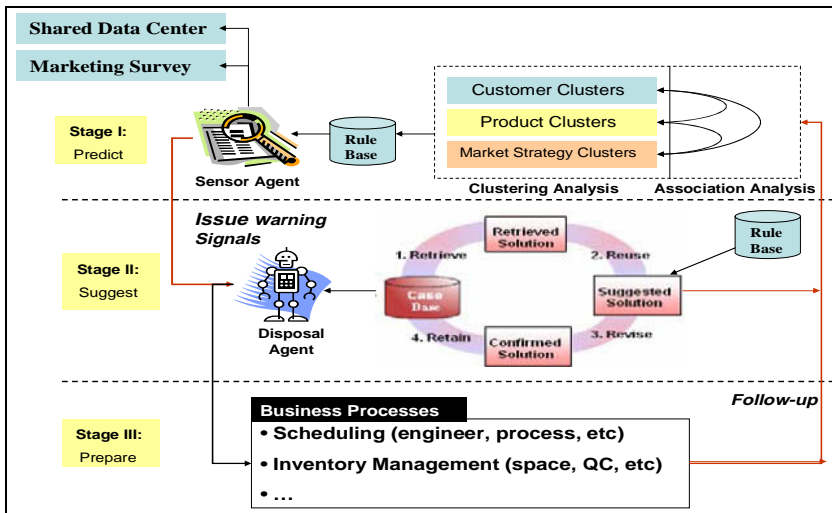 Shared Data Center
Marketing Survey
Stage I:
Predict
Sensor Agent
Rule
Base
Customer Clusters
Product Clusters
Market Strategy Clusters
Clustering Analysis
Association Analysis
Issue warning
Signals
Stage II:
Suggest
Disposal
Agent
1. Retrieve
Retrieved
Solution
2. Reuse
Rule
Base
Case
Base
Suggested
Solution
4. Retain
Confirmed
Solution
3. Revise
Follow-up
Stage III:
Prepare
Business Processes
• Scheduling (engineer, process, etc)
• Inventory Management (space, QC, etc)
• ...